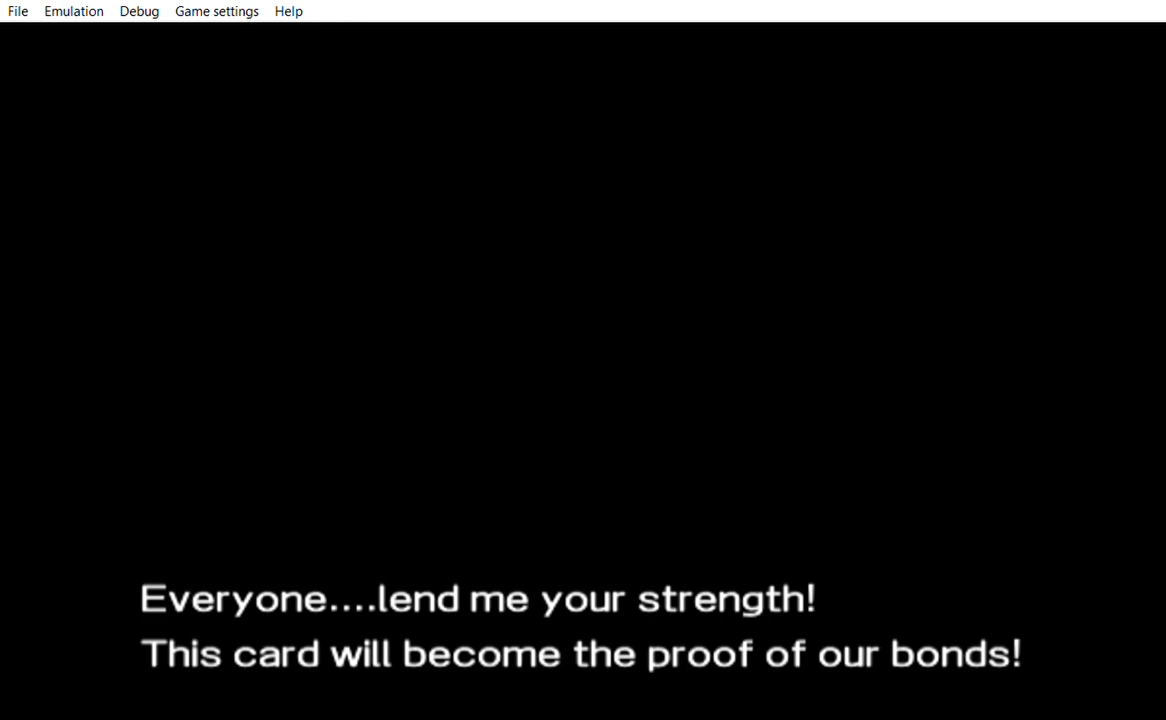 File Emulation Debug Game settings Help
Everyone....lend me your strength!
This card will become the proof of our bonds!